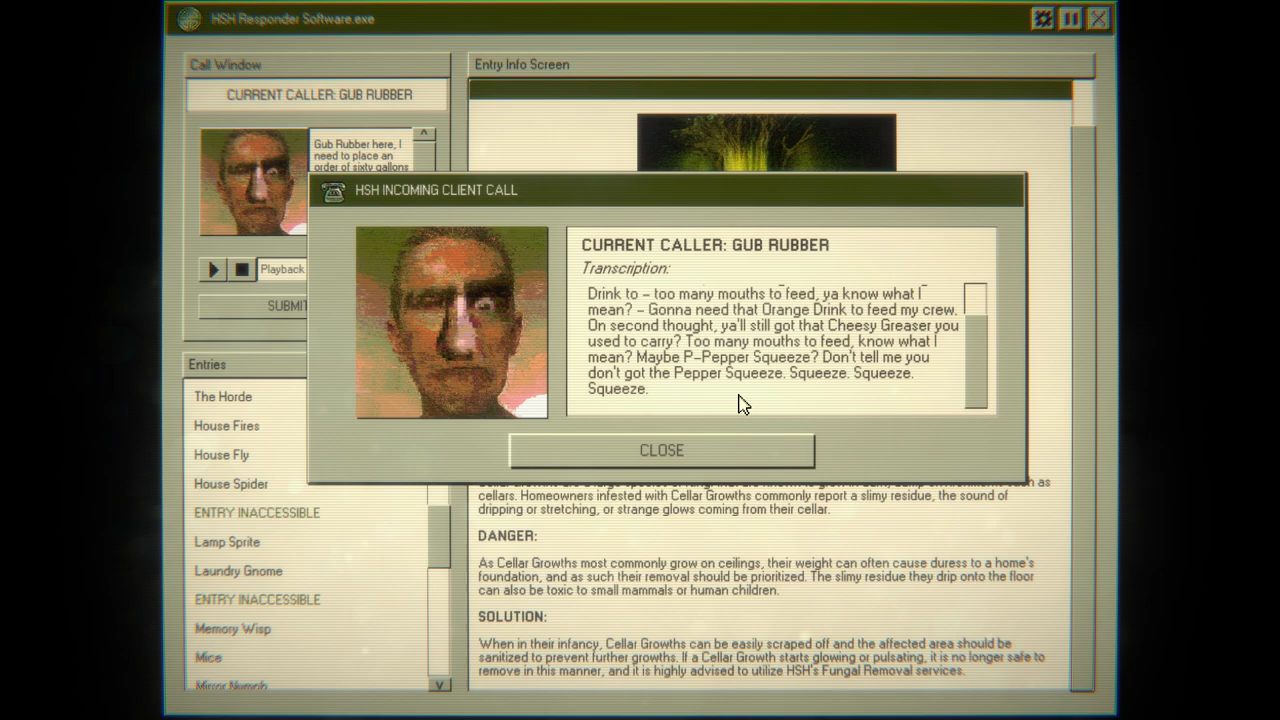 HSH Responder Software.exe
Call Window
CURRENT CALLER: GUB RUBBER
Gub Rubber here, I
need to place an
order of sixty gallons
Playback
SUBMIT
Entries
The Horde
House Fires
House Fly
House Spider
ENTRY INACCESSIBLE
Lamp Sprite
Laundry Gnome
ENTRY INACCESSIBLE
Memory Wisp
Mice
Mirror Nymph
Entry Info Screen
HSH INCOMING CLIENT CALL
CURRENT CALLER: GUB RUBBER
Transcription:
Drink to - too many mouths to feed, ya know what I
mean? - Gonna need that Orange Drink to feed my crew.
On second thought, ya'll still got that Cheesy Greaser you
used to carry? Too many mouths to feed, know what I
mean? Maybe P-Pepper Squeeze? Don't tell me you
don't got the Pepper Squeeze. Squeeze. Squeeze.
Squeeze.
CLOSE
as
cellars. Homeowners infested with Cellar Growths commonly report a slimy residue, the sound of
dripping or stretching, or strange glows coming from their cellar.
DANGER:
As Cellar Growths most commonly grow on ceilings, their weight can often cause duress to a home's
foundation, and as such their removal should be prioritized. The slimy residue they drip onto the floor
can also be toxic to small mammals or human children.
SOLUTION:
When in their infancy, Cellar Growths can be easily scraped off and the affected area should be
sanitized to prevent further growths. If a Cellar Growth starts glowing or pulsating, it is no longer safe to
remove in this manner, and it is highly advised to utilize HSH's Fungal Removal services.